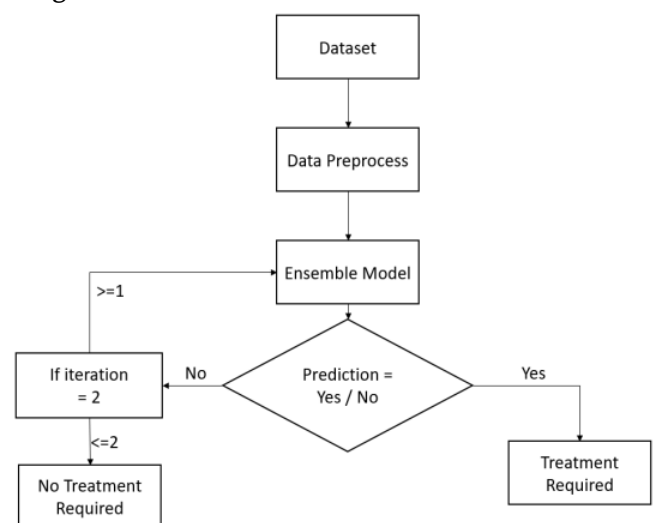 Dataset
Data Preprocess
Ensemble Model
>=1
If iteration
= 2
No
Prediction =
Yes / No
Yes
<=2
No Treatment
Required
Treatment
Required